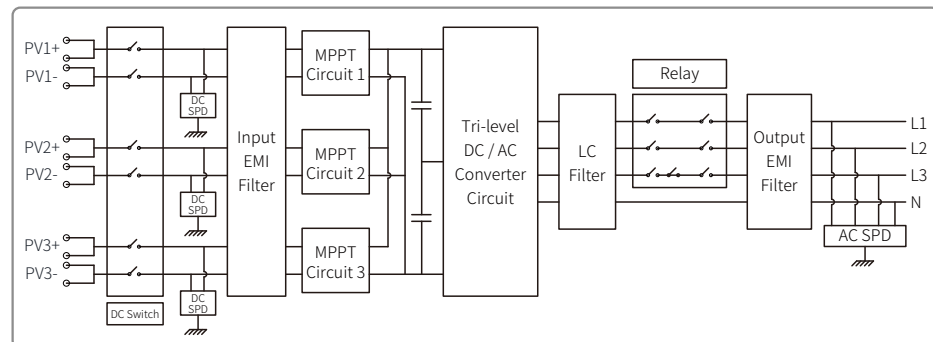 PV1+
PV1-
PV2+
PV2-
PV3+
PV3-
DC Switch
DC
SPD
DC
SPD
DC
SPD
Input
EMI
Filter
MPPT
Circuit 1
MPPT
Circuit 2
MPPT
Circuit 3
Tri-level
DC / AC
Converter
Circuit
LC
Filter
Relay
Output
EMI
Filter
L1
L2
L3
N
AC SPD